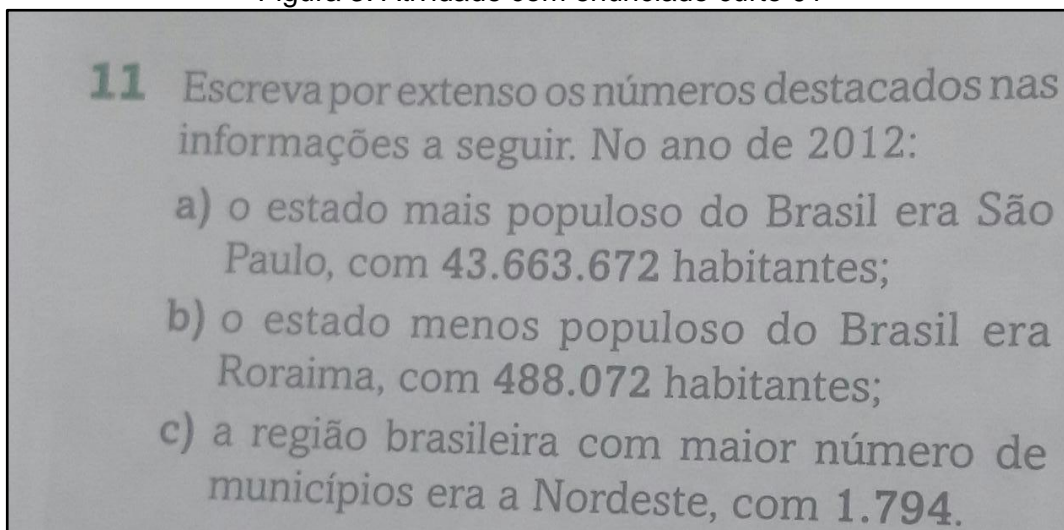 11 Escreva por extenso os números destacados nas
informações a seguir. No ano de 2012:
a) o estado mais populoso do Brasil era São
Paulo, com 43.663.672 habitantes;
b) o estado menos populoso do Brasil era
Roraima, com 488.072 habitantes;
c) a região brasileira com maior número de
municípios era a Nordeste, com 1.794.